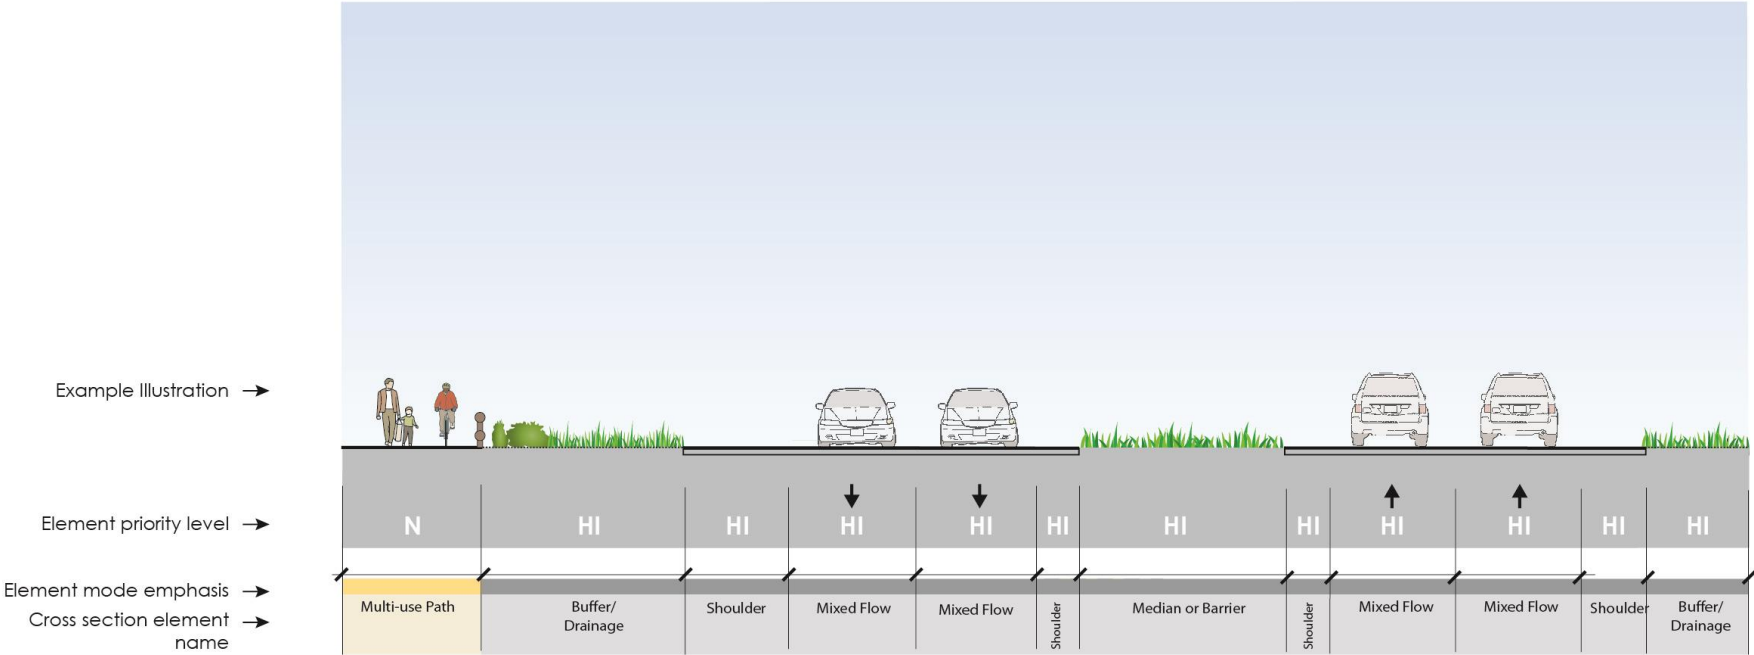 Example Illustration
Element priority level
N HI HI HI HI HI HI HI HI HI HI HI
Element mode emphasis
Cross section element
name
Multi-use Path
Buffer/
Drainage
Shoulder
Mixed Flow
Mixed Flow
Shoulder
Median or Barrier
Shoulder
Mixed Flow
Mixed Flow
Shoulder
Buffer/
Drainage